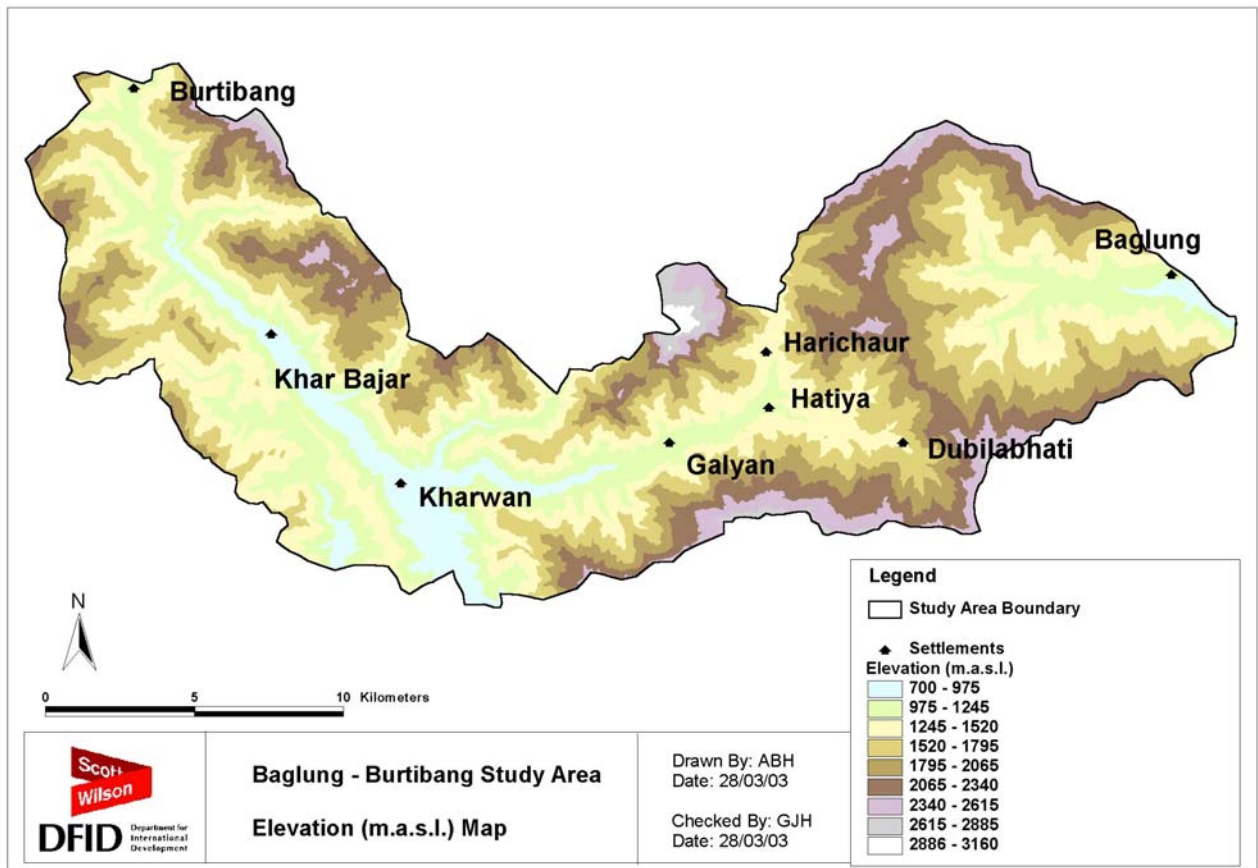 Burtibang
Baglung
Harichaur
Khar Bajar
Hatiya
Dubilabhati
Galyan
Kharwan
N
0 5 10 Kilometers
Legend
Study Area Boundary
Settlements
Elevation (m.a.s.l.)
700 - 975
975 - 1245
1245 - 1520
1520 - 1795
1795 - 2065
2065 - 2340
2340 - 2615
2615 - 2885
2886 - 3160
Scott
Wilson
DFID
Department for
International
Development
Baglung - Burtibang Study Area
Elevation (m.a.s.l.) Map
Drawn By: ABH
Date: 28/03/03
Checked By: GJH
Date: 28/03/03